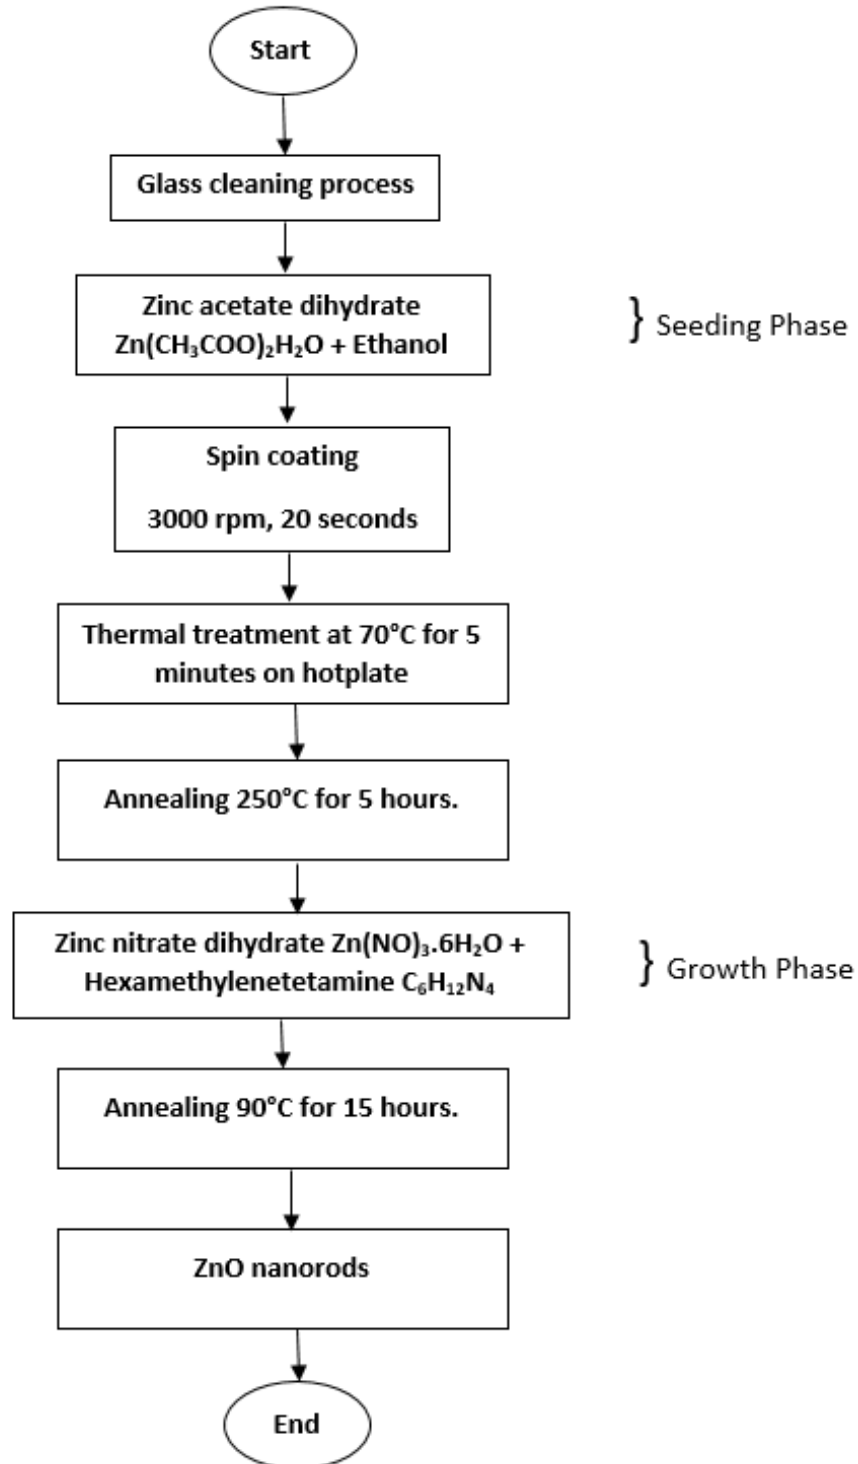 Start
Glass cleaning process
Zinc acetate dihydrate
Zn(CH₃COO)₂H₂O + Ethanol
} Seeding Phase
Spin coating
3000 rpm, 20 seconds
Thermal treatment at 70°C for 5
minutes on hotplate
Annealing 250°C for 5 hours.
Zinc nitrate dihydrate Zn(NO)₃.6H₂O +
Hexamethylenetetamine C₆H₁₂N₄
} Growth Phase
Annealing 90°C for 15 hours.
ZnO nanorods
End